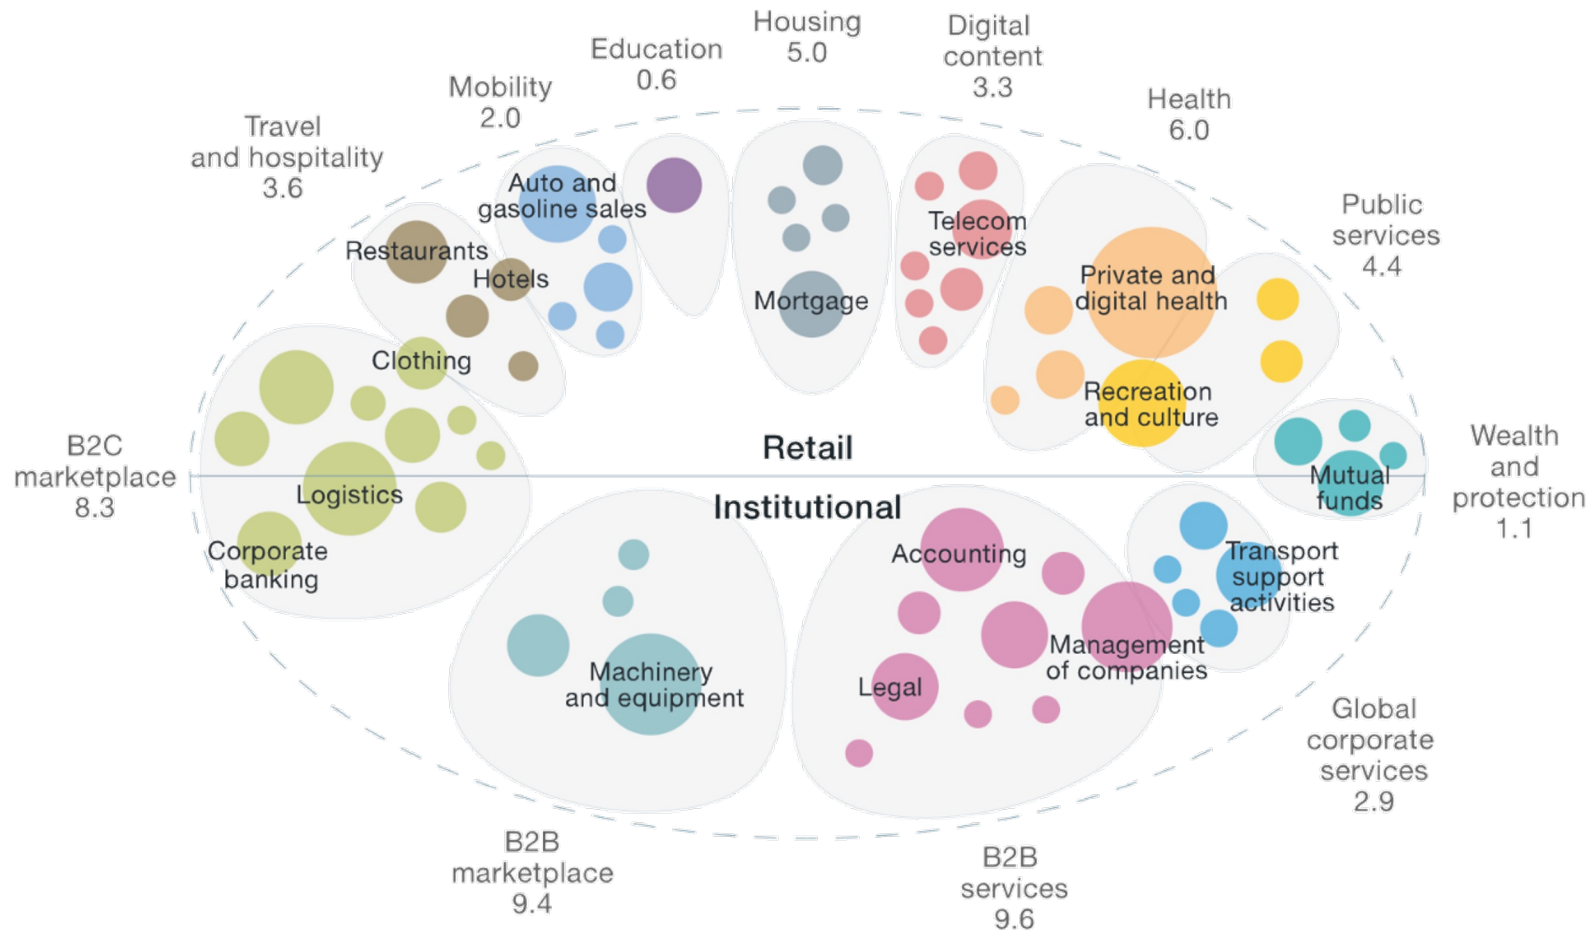 Housing
5.0
Digital
content
3.3
Education
0.6
Mobility
2.0
Health
6.0
Travel
and hospitality
3.6
Public
services
4.4
Auto and
gasoline sales
Restaurants
Hotels
Telecom
services
Private and
digital health
Mortgage
Clothing
Recreation
and culture
B2C
marketplace
8.3
Retail
Wealth
and
protection
1.1
Logistics
Mutual
funds
Institutional
Corporate
banking
Accounting
Transport
support
activities
Machinery
and equipment
Management
of companies
Legal
Global
corporate
services
2.9
B2B
marketplace
9.4
B2B
services
9.6